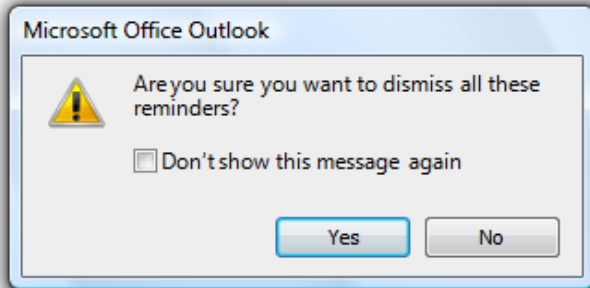 Microsoft Office Outlook
Are you sure you want to dismiss all these
reminders?
Don't show this message again
Yes
No